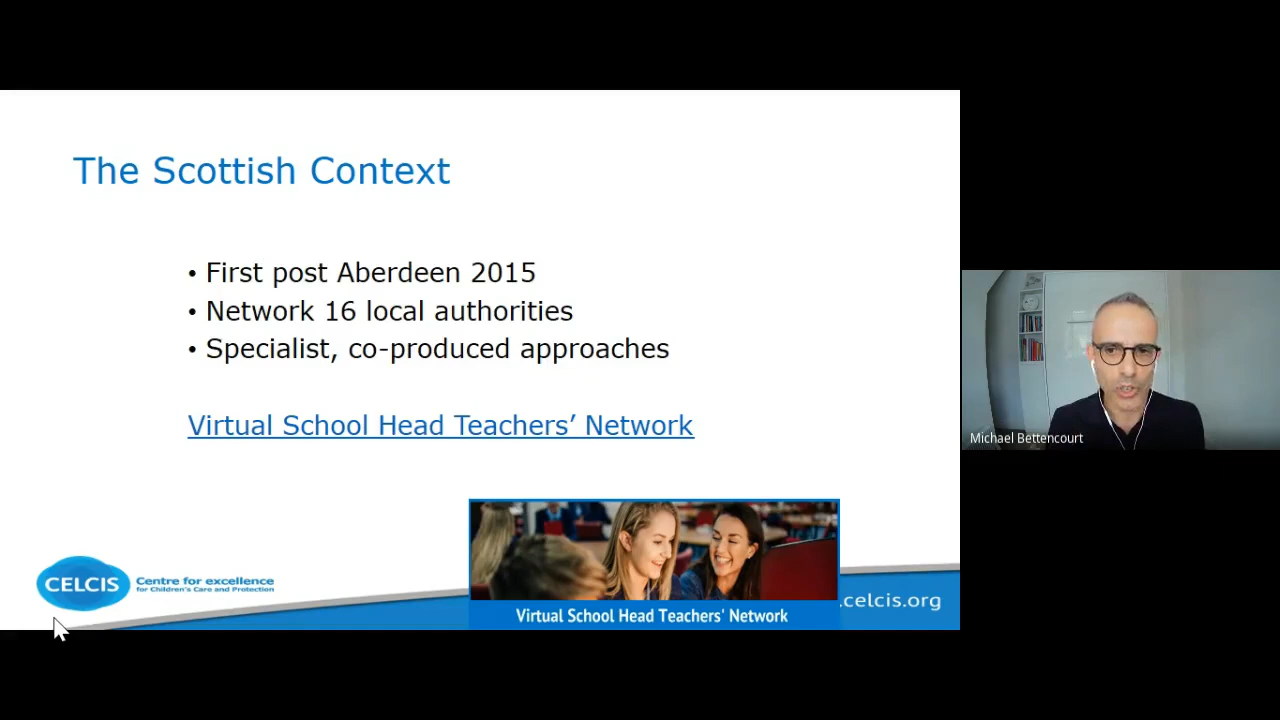 The Scottish Context
• First post Aberdeen 2015
• Network 16 local authorities
• Specialist, co-produced approaches
Virtual School Head Teachers’ Network
CELCIS
Centre for excellence
for Children's Care and Protection
Virtual School Head Teachers' Network
.celcis.org
Michael Bettencourt